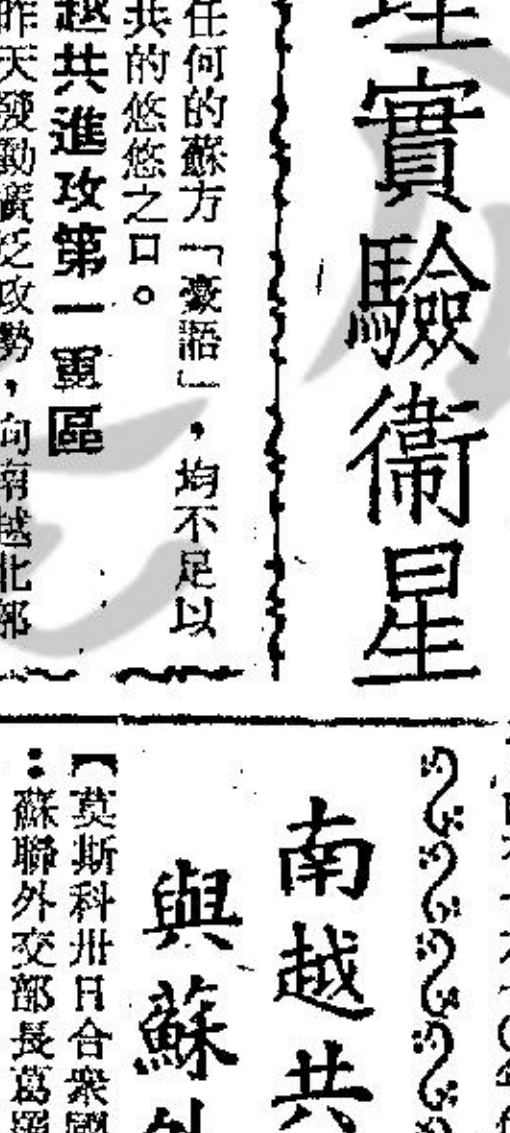 理實驗衛星
任何的蘇方「豪語」，均不足以
共的悠悠之口。
越共進攻第一軍區
昨天發動廣泛攻勢，向南越北部
南越共
與蘇外
【莫斯科卅日合衆國
：蘇聯外交部長葛羅